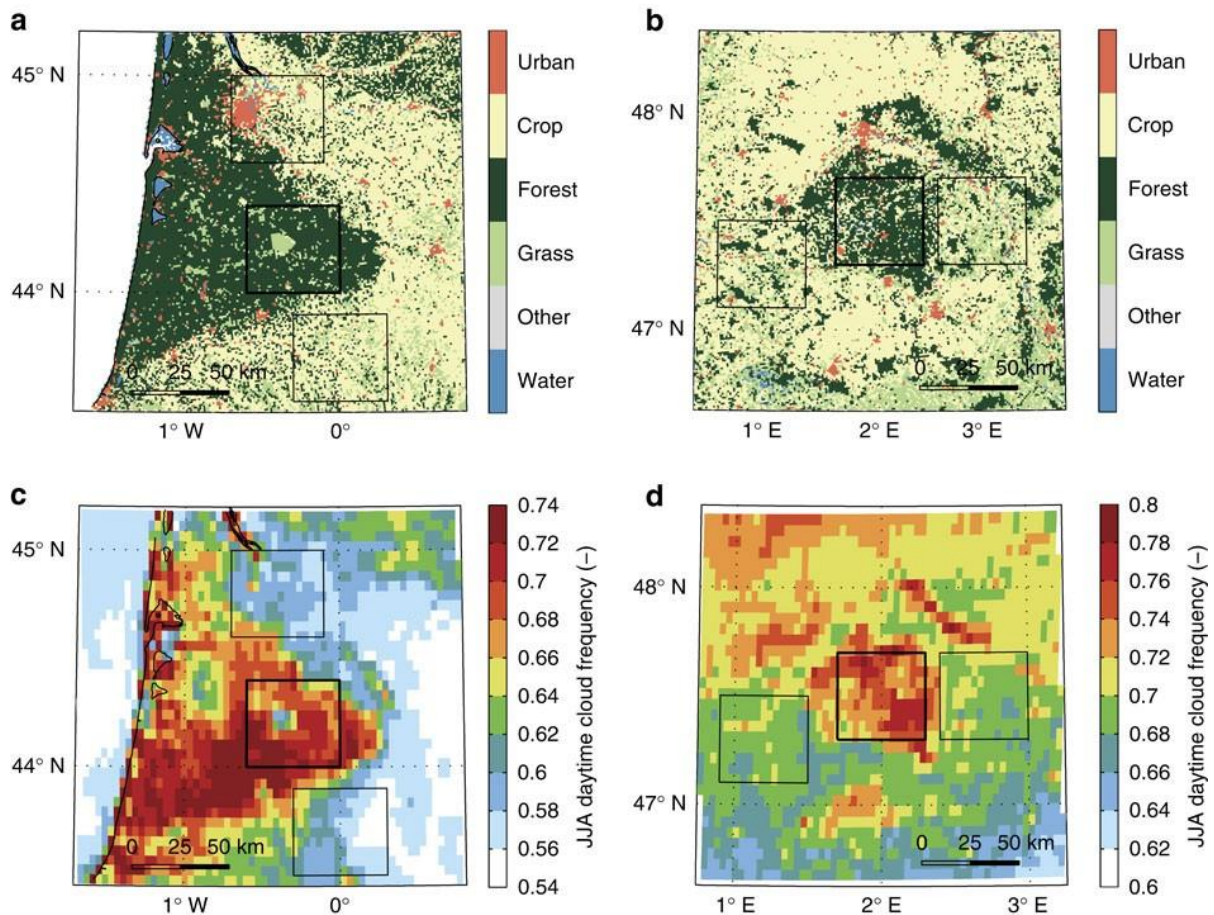 a
45° N
44° N
1° W
0°
0 25 50 km
Urban
Crop
Forest
Grass
Other
Water
b
48° N
47° N
1° E
2° E
3° E
0 25 50 km
Urban
Crop
Forest
Grass
Other
Water
c
45° N
44° N
1° W
0°
0 25 50 km
0.74
0.72
0.7
0.68
0.66
0.64
0.62
0.6
0.58
0.56
0.54
JJA daytime cloud frequency (–)
d
48° N
47° N
1° E
2° E
3° E
0 25 50 km
0.8
0.78
0.76
0.74
0.72
0.7
0.68
0.66
0.64
0.62
0.6
JJA daytime cloud frequency (–)